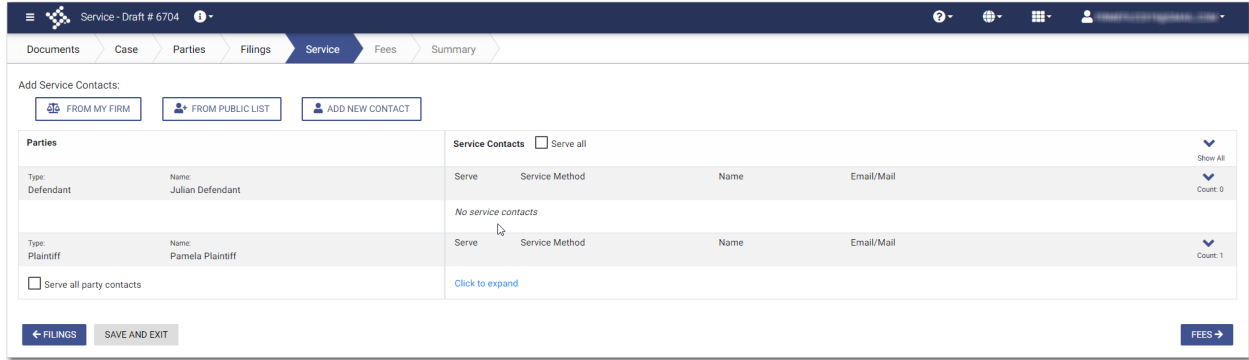 Service - Draft # 6704
Documents Case Parties Filings Service Fees Summary
Add Service Contacts:
FROM MY FIRM FROM PUBLIC LIST ADD NEW CONTACT
Parties Service Contacts Serve all
Show All
Type: Name: Serve Service Method Name Email/Mail
Defendant Julian Defendant Count: 0
No service contacts
Type: Name: Serve Service Method Name Email/Mail
Plaintiff Pamela Plaintiff Count: 1
Serve all party contacts Click to expand
FILINGS SAVE AND EXIT FEES